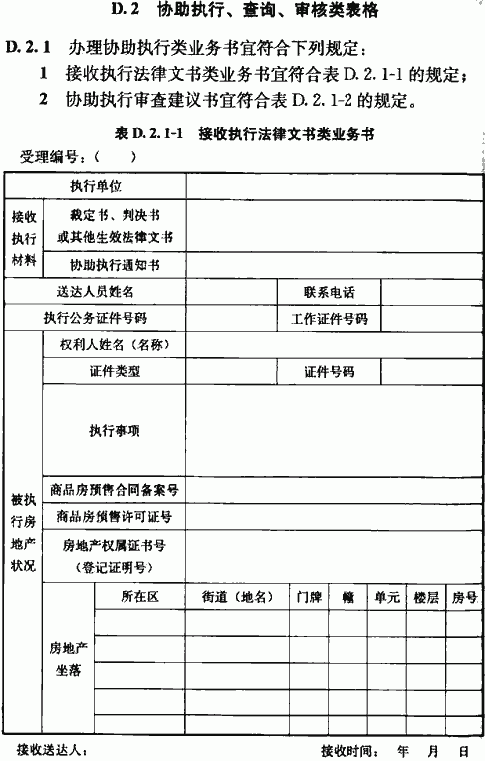 D.2 协助执行、查询、审核类表格
D.2.1 办理协助执行类业务书宜符合下列规定：
1 接收执行法律文书类业务书宜符合表 D.2.1-1 的规定；
2 协助执行审查建议书宜符合表 D.2.1-2 的规定。
表 D.2.1-1 接收执行法律文书类业务书
受理编号：（ ）
执行单位
接收
执行
材料
裁定书、判决书
或其他生效法律文书
协助执行通知书
送达人员姓名 联系电话
执行公务证件号码 工作证件号码
被执
行房
地产
状况
权利人姓名（名称）
证件类型 证件号码
执行事项
商品房预售合同备案号
商品房预售许可证号
房地产权属证书号
（登记证明号）
房地产
坐落
所在区 街道（地名） 门牌 幢 单元 楼层 房号
接收送达人： 接收时间： 年 月 日